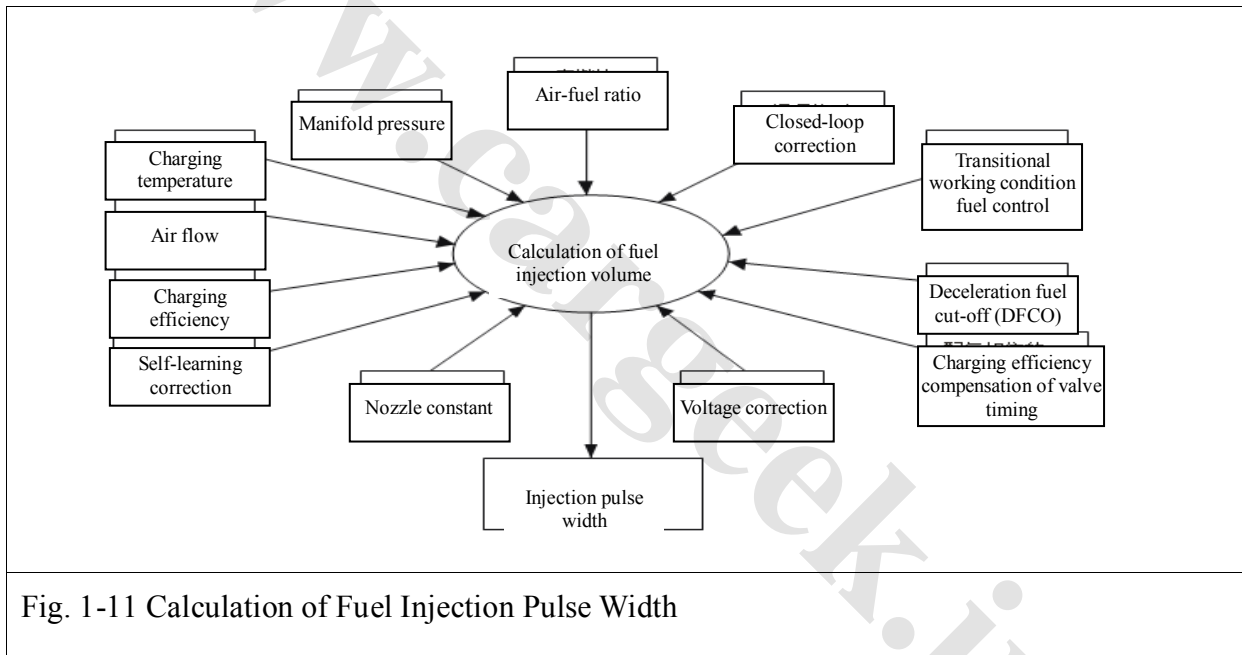 Air-fuel ratio
Manifold pressure
Closed-loop
correction
Charging
temperature
Transitional
working condition
fuel control
Air flow
Calculation of fuel
injection volume
Charging
efficiency
Deceleration fuel
cut-off (DFCO)
Self-learning
correction
Charging efficiency
compensation of valve
timing
Nozzle constant
Voltage correction
Injection pulse
width
Fig. 1-11 Calculation of Fuel Injection Pulse Width
w.cargeek.i